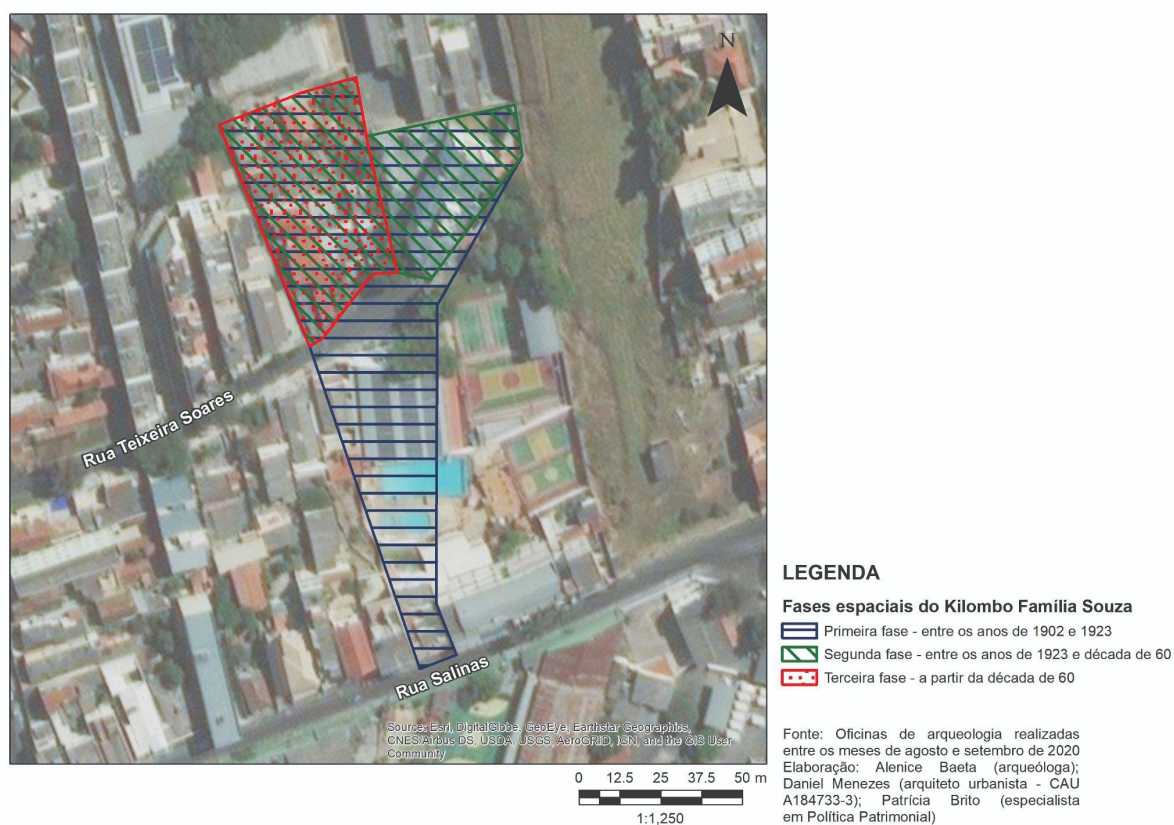 N
Rua Teixeira Soares
Rua Salinas
Source: Esri, DigitalGlobe, GeoEye, Earthstar Geographics,
CNES/Airbus DS, USDA, USGS, AeroGRID, IGN, and the GIS User
Community
0 12.5 25 37.5 50 m
1:1,250
LEGENDA
Fases espaciais do Kilombo Família Souza
Primeira fase - entre os anos de 1902 e 1923
Segunda fase - entre os anos de 1923 e década de 60
Terceira fase - a partir da década de 60
Fonte: Oficinas de arqueologia realizadas
entre os meses de agosto e setembro de 2020
Elaboração: Alenice Baeta (arqueóloga);
Daniel Menezes (arquiteto urbanista - CAU
A184733-3); Patrícia Brito (especialista
em Política Patrimonial)